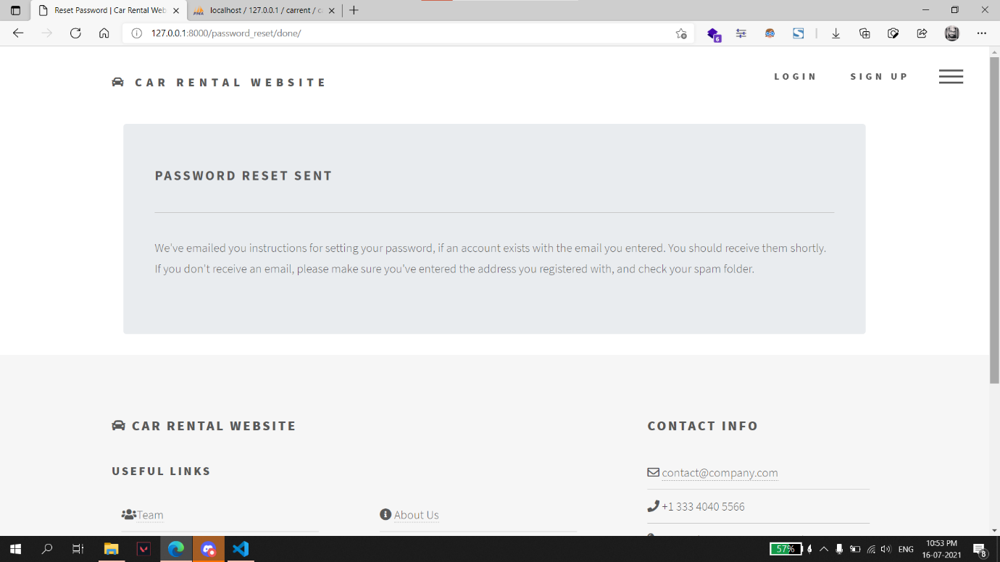 Reset Password | Car Rental Web
localhost / 127.0.0.1 / carrent / c
127.0.0.1:8000/password_reset/done/
6
CAR RENTAL WEBSITE
LOGIN
SIGN UP
PASSWORD RESET SENT
We've emailed you instructions for setting your password, if an account exists with the email you entered. You should receive them shortly.
If you don't receive an email, please make sure you've entered the address you registered with, and check your spam folder.
CAR RENTAL WEBSITE
CONTACT INFO
USEFUL LINKS
contact@company.com
+1 333 4040 5566
Team
About Us
57%
ENG
10:53 PM
16-07-2021
8